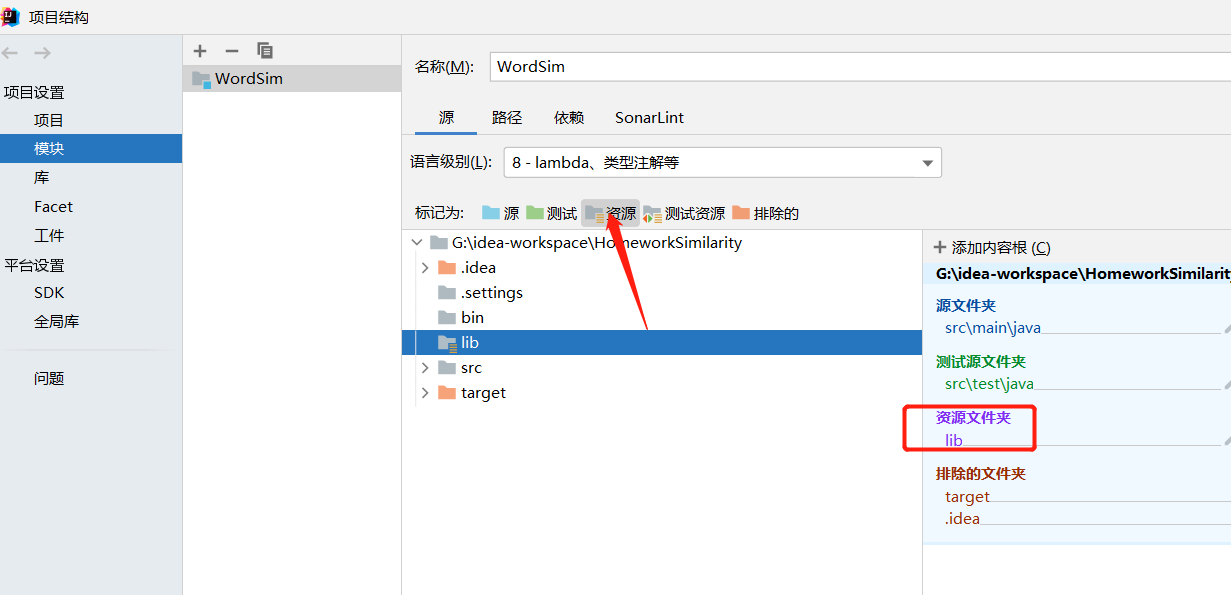 项目结构
项目设置
项目
模块
库
Facet
工件
平台设置
SDK
全局库
问题
WordSim
名称(M): WordSim
源 路径 依赖 SonarLint
语言级别(L): 8 - lambda、类型注解等
标记为: 源 测试 资源 测试资源 排除的
G:\idea-workspace\HomeworkSimilarity
.idea
.settings
bin
lib
src
target
添加内容根 (C)
G:\idea-workspace\HomeworkSimilarity
源文件夹
src\main\java
测试源文件夹
src\test\java
资源文件夹
lib
排除的文件夹
target
.idea